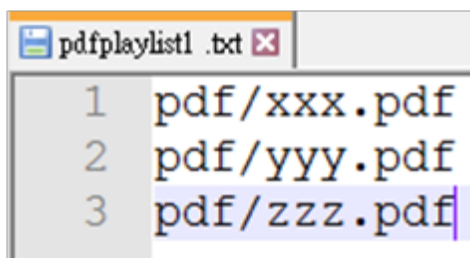 pdfplaylist1 .txt
1 pdf/xxx.pdf
2 pdf/yyy.pdf
3 pdf/zzz.pdf